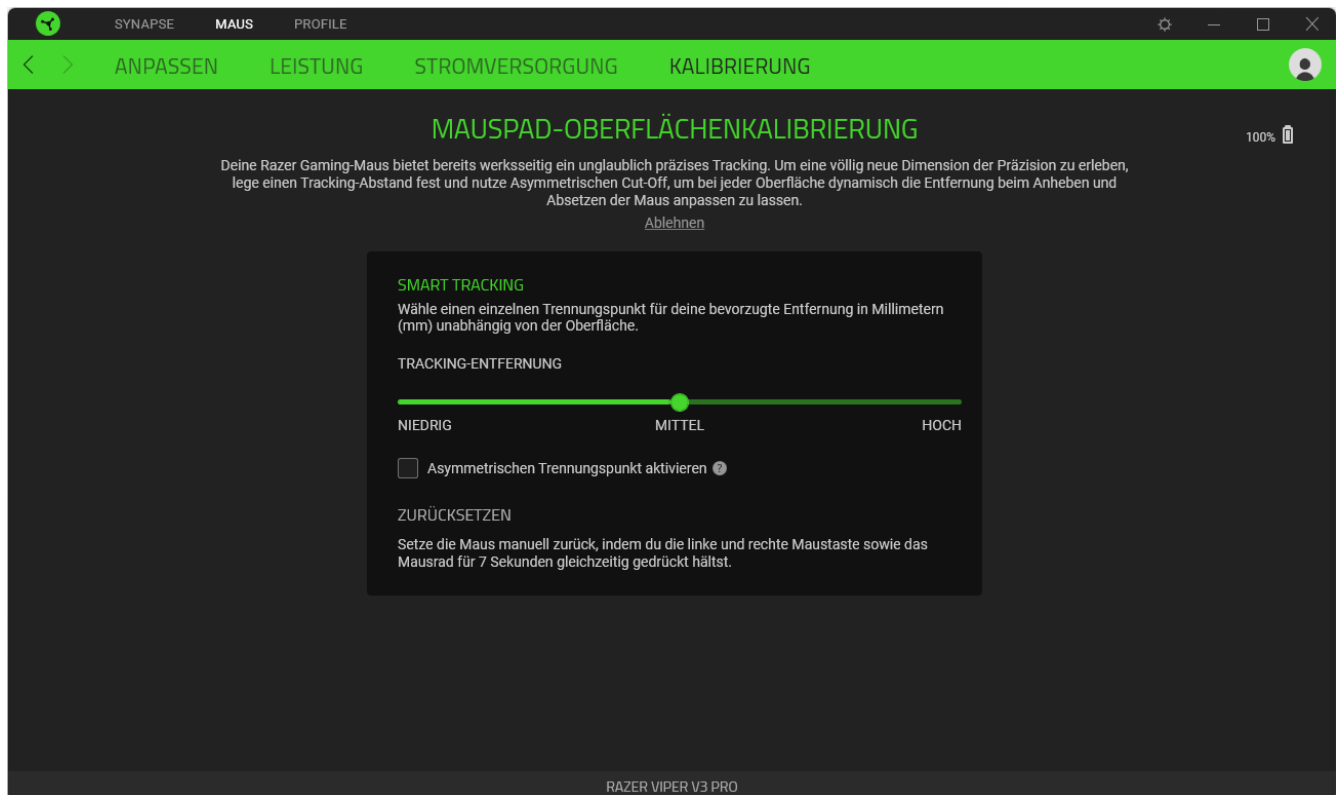 SYNAPSE MAUS PROFILE
ANPASSEN LEISTUNG STROMVERSORGUNG KALIBRIERUNG
MAUSPAD-OBERFLÄCHENKALIBRIERUNG
100%
Deine Razer Gaming-Maus bietet bereits werksseitig ein unglaublich präzises Tracking. Um eine völlig neue Dimension der Präzision zu erleben,
lege einen Tracking-Abstand fest und nutze Asymmetrischen Cut-Off, um bei jeder Oberfläche dynamisch die Entfernung beim Anheben und
Absetzen der Maus anpassen zu lassen.
Ablehnen
SMART TRACKING
Wähle einen einzelnen Trennungspunkt für deine bevorzugte Entfernung in Millimetern
(mm) unabhängig von der Oberfläche.
TRACKING-ENTFERNUNG
NIEDRIG MITTEL HOCH
Asymmetrischen Trennungspunkt aktivieren ?
ZURÜCKSETZEN
Setze die Maus manuell zurück, indem du die linke und rechte Maustaste sowie das
Mausrad für 7 Sekunden gleichzeitig gedrückt hältst.
RAZER VIPER V3 PRO